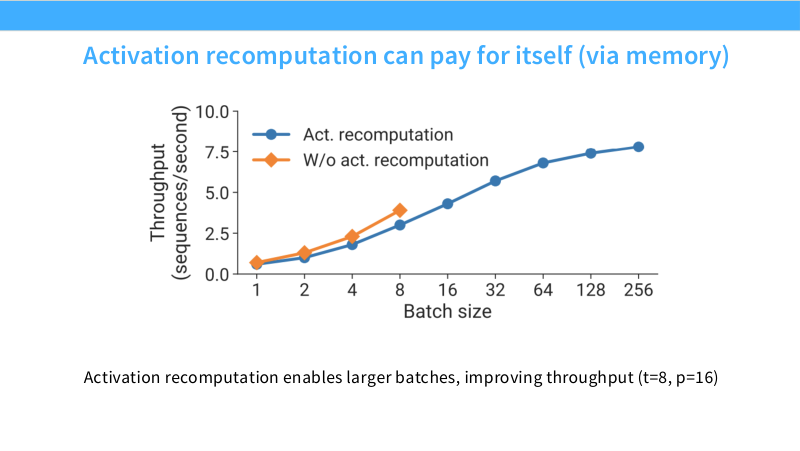 Activation recomputation can pay for itself (via memory)
Throughput
(sequences/second)
10.0
7.5
5.0
2.5
0.0
Act. recomputation
W/o act. recomputation
1 2 4 8 16 32 64 128 256
Batch size
Activation recomputation enables larger batches, improving throughput (t=8, p=16)